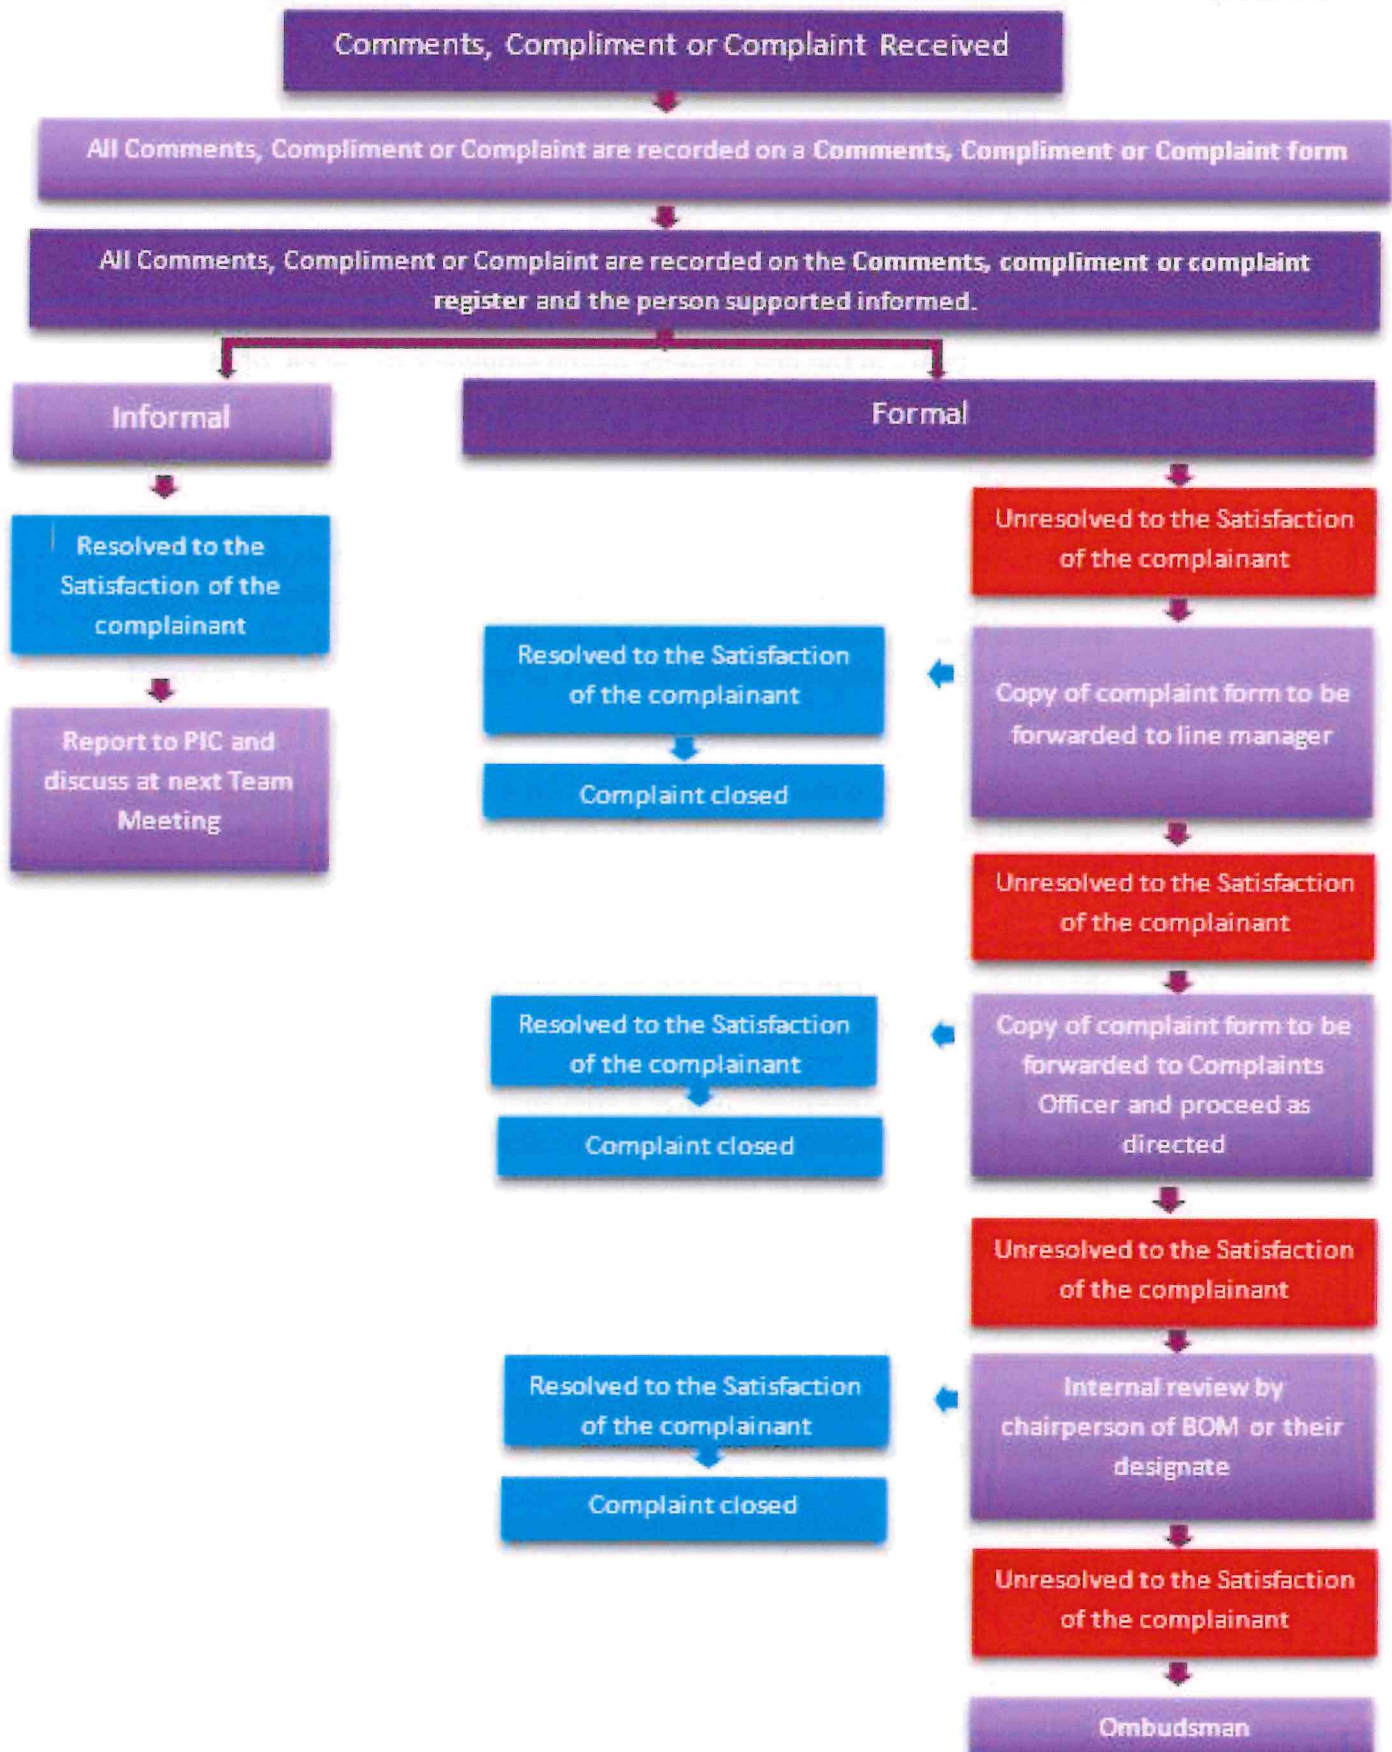 Comments, Compliment or Complaint Received
All Comments, Compliment or Complaint are recorded on a Comments, Compliment or Complaint form
All Comments, Compliment or Complaint are recorded on the Comments, compliment or complaint
register and the person supported informed.
Informal
Formal
Resolved to the
Satisfaction of the
complainant
Report to PIC and
discuss at next Team
Meeting
Unresolved to the Satisfaction
of the complainant
Resolved to the Satisfaction
of the complainant
Complaint closed
Copy of complaint form to be
forwarded to line manager
Unresolved to the Satisfaction
of the complainant
Resolved to the Satisfaction
of the complainant
Complaint closed
Copy of complaint form to be
forwarded to Complaints
Officer and proceed as
directed
Unresolved to the Satisfaction
of the complainant
Resolved to the Satisfaction
of the complainant
Complaint closed
Internal review by
chairperson of BOM or their
designate
Unresolved to the Satisfaction
of the complainant
Ombudsman